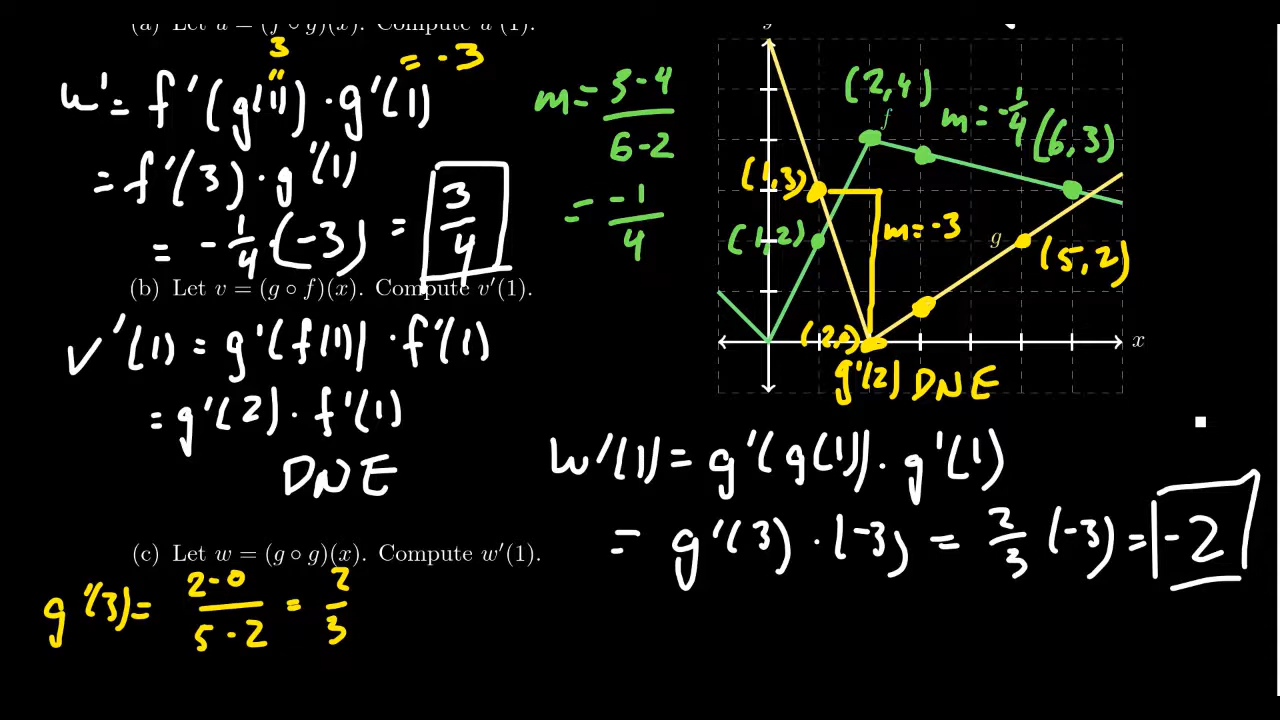 (a) Let u = (f ∘ g)(x). Compute u'(1).
3
"
= -3
u' = f'(g(1)) · g'(1)
= f'(3) · g'(1)
= -1/4 · (-3) = 3/4
(b) Let v = (g ∘ f)(x). Compute v'(1).
v'(1) = g'(f(1)) · f'(1)
= g'(2) · f'(1)
DNE
(c) Let w = (g ∘ g)(x). Compute w'(1).
g'(3) = 2-0/5-2 = 2/3
m = 3-4/6-2
= -1/4
y
(2,4)
f
m = -1/4
(6,3)
(1,3)
(1,2)
m = -3
g
(5,2)
(2,0)
x
g'(2) DNE
w'(1) = g'(g(1)) · g'(1)
= g'(3) · (-3) = 2/3 (-3) = -2